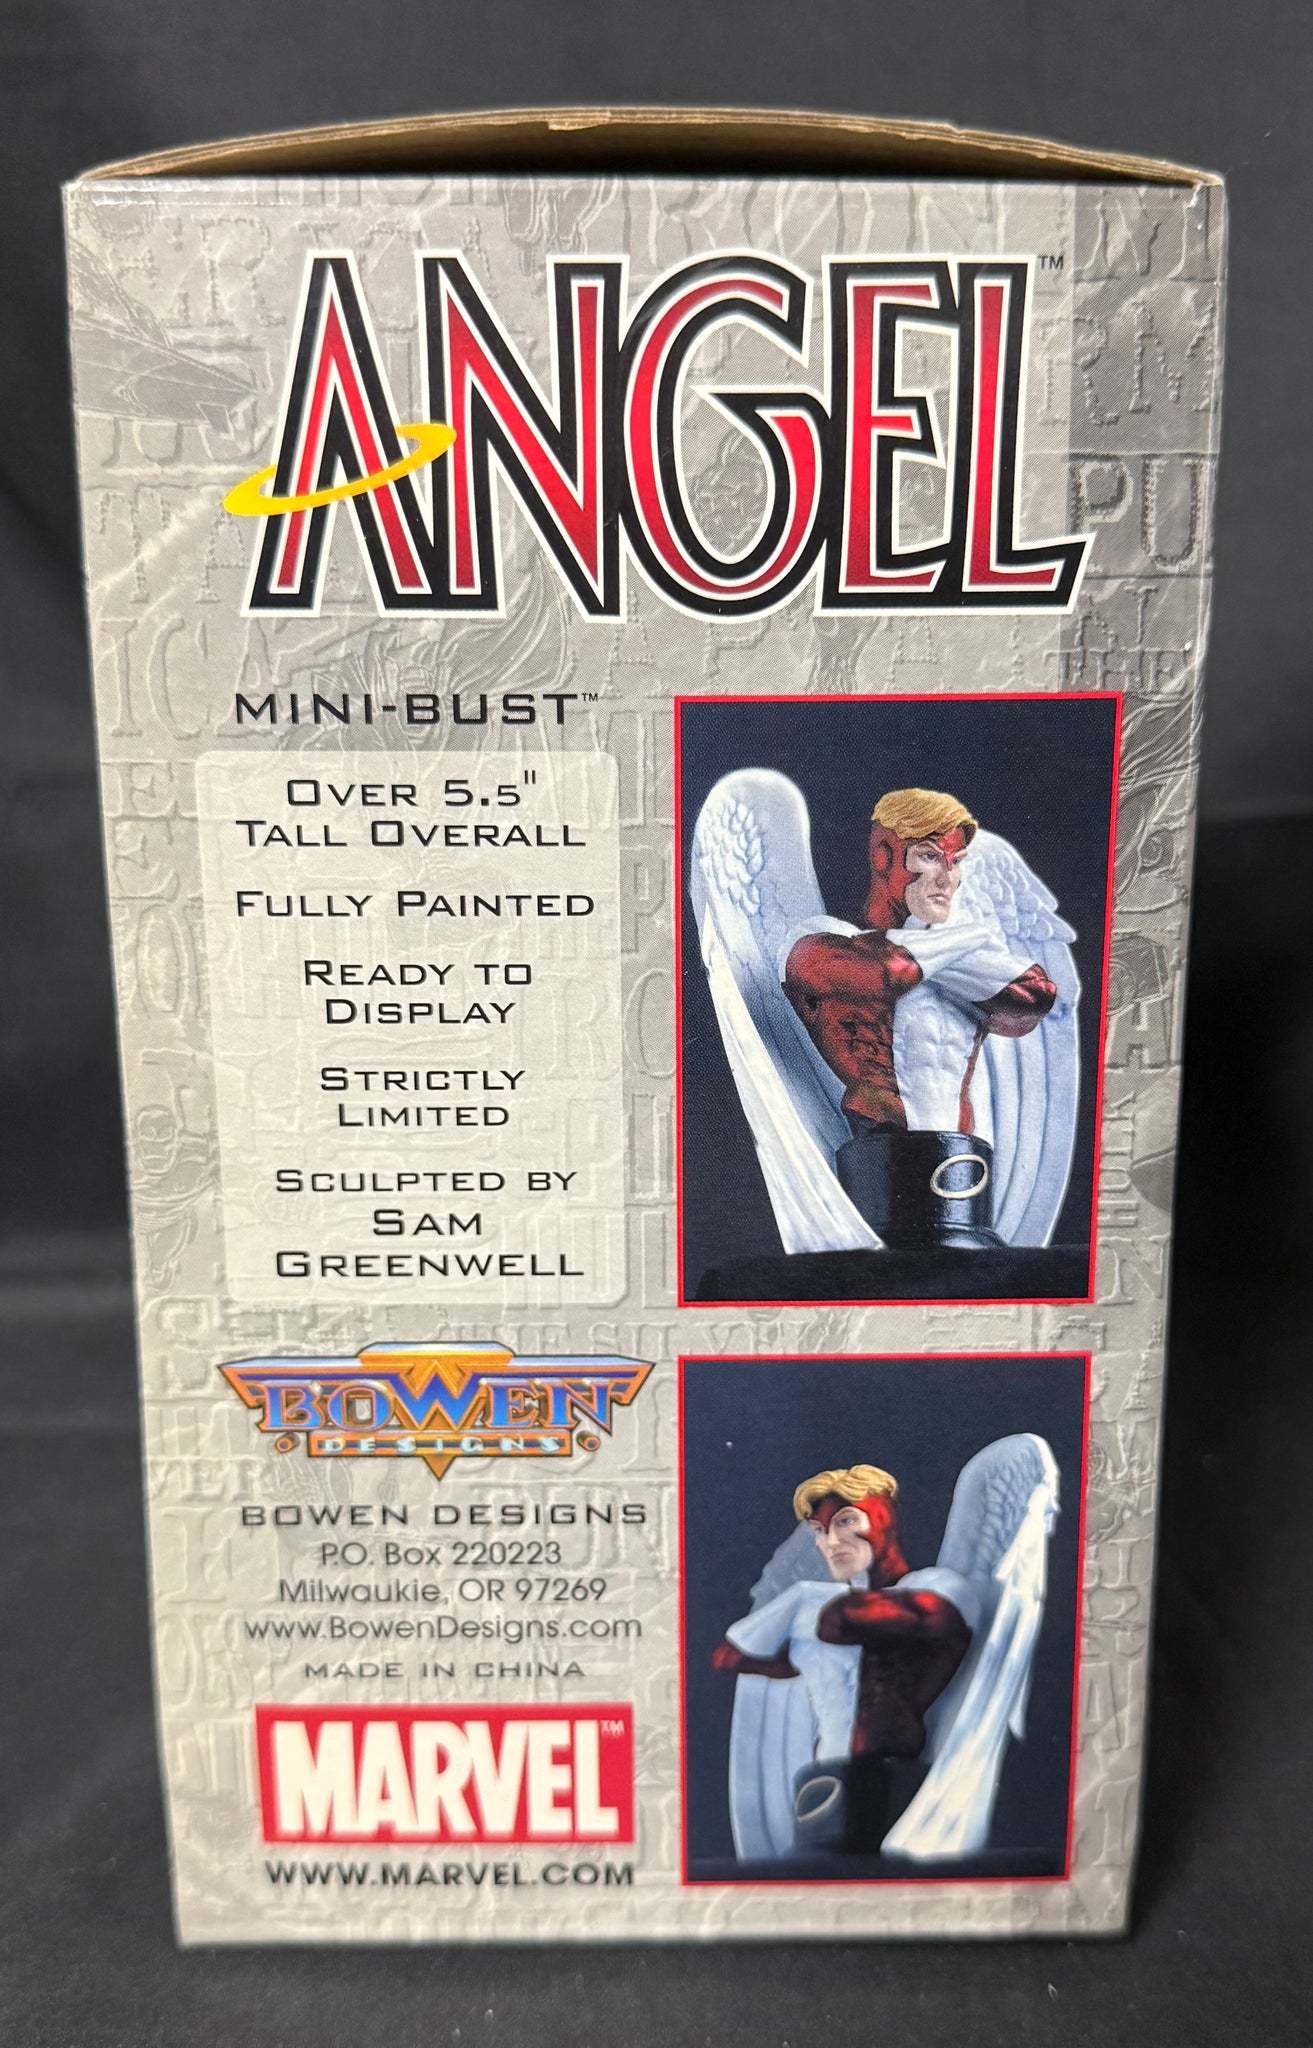 ANGEL™
MINI-BUST™
OVER 5.5"
TALL OVERALL
FULLY PAINTED
READY TO
DISPLAY
STRICTLY
LIMITED
SCULPTED BY
SAM
GREENWELL
BOWEN
DESIGNS
BOWEN DESIGNS
P.O. Box 220223
Milwaukie, OR 97269
www.BowenDesigns.com
MADE IN CHINA
MARVEL™
WWW.MARVEL.COM